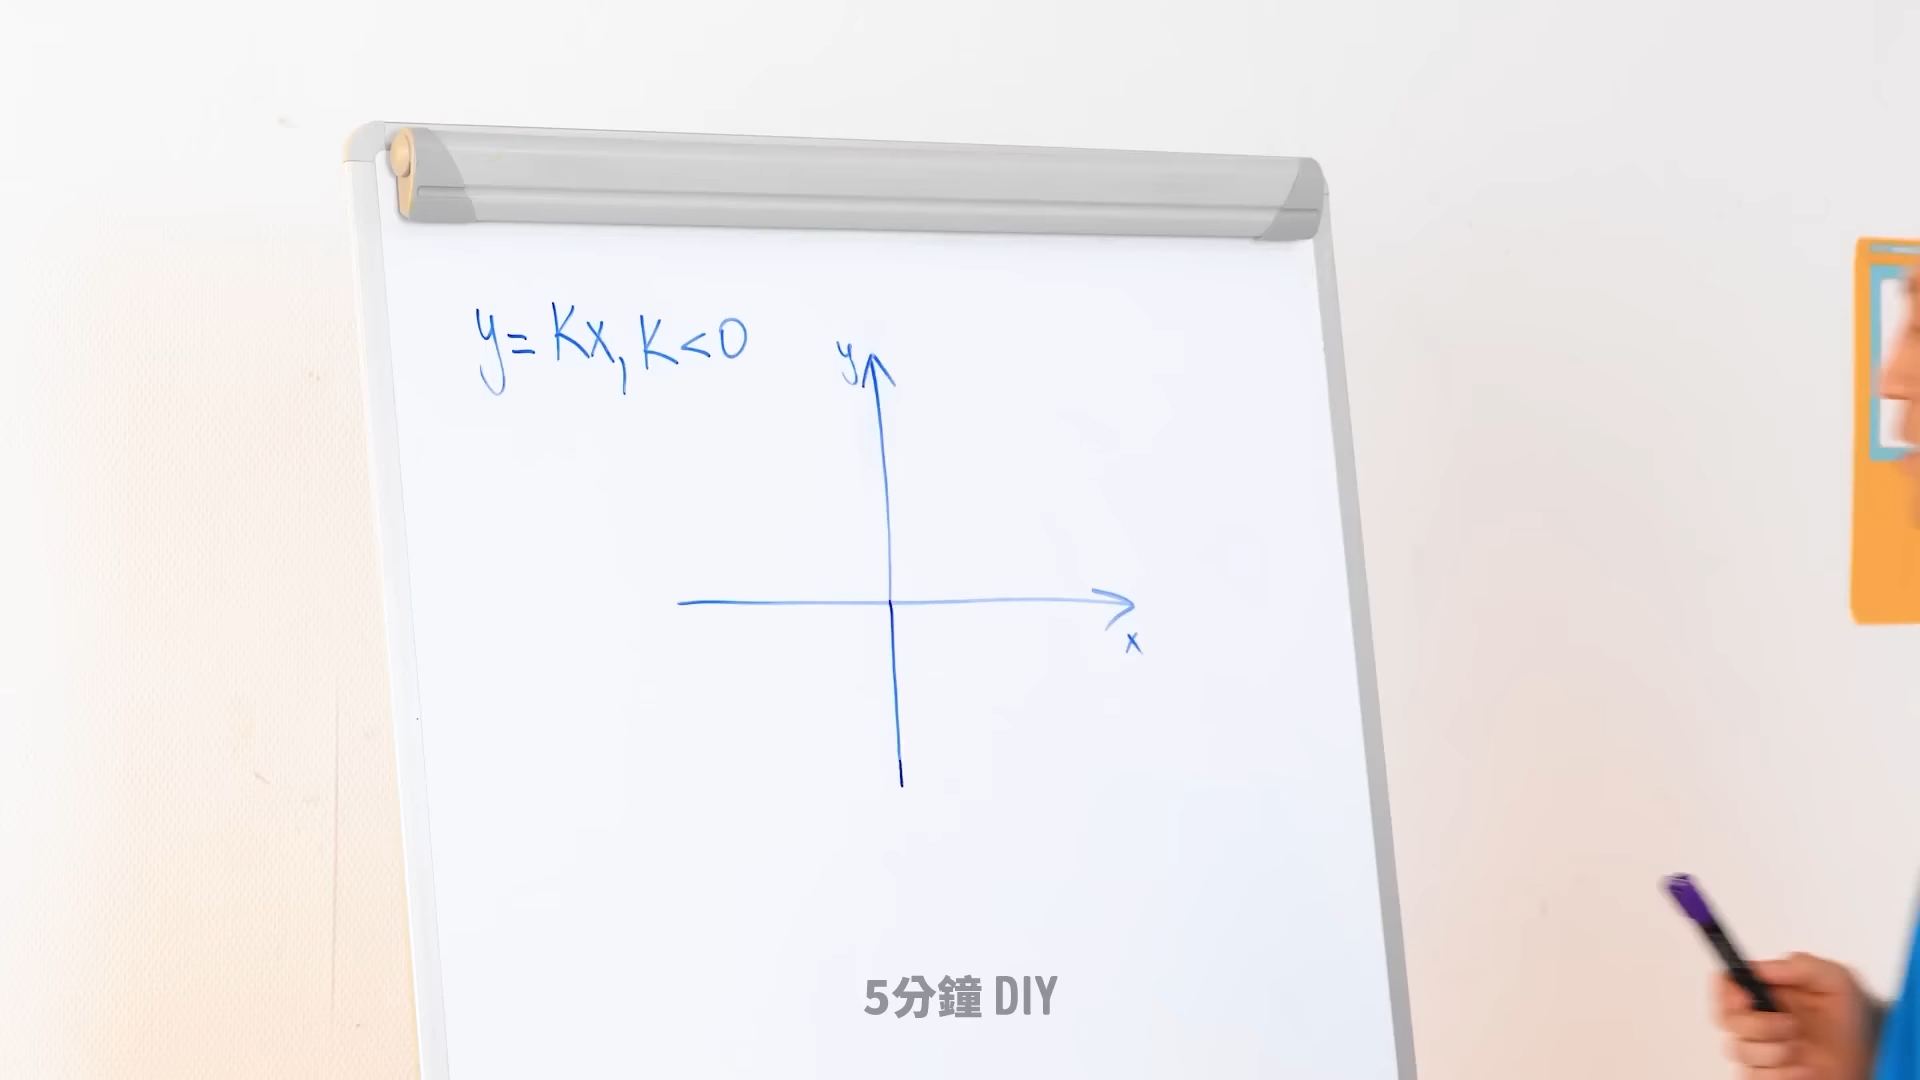 y=Kx, K<0
y
x
5分鐘 DIY